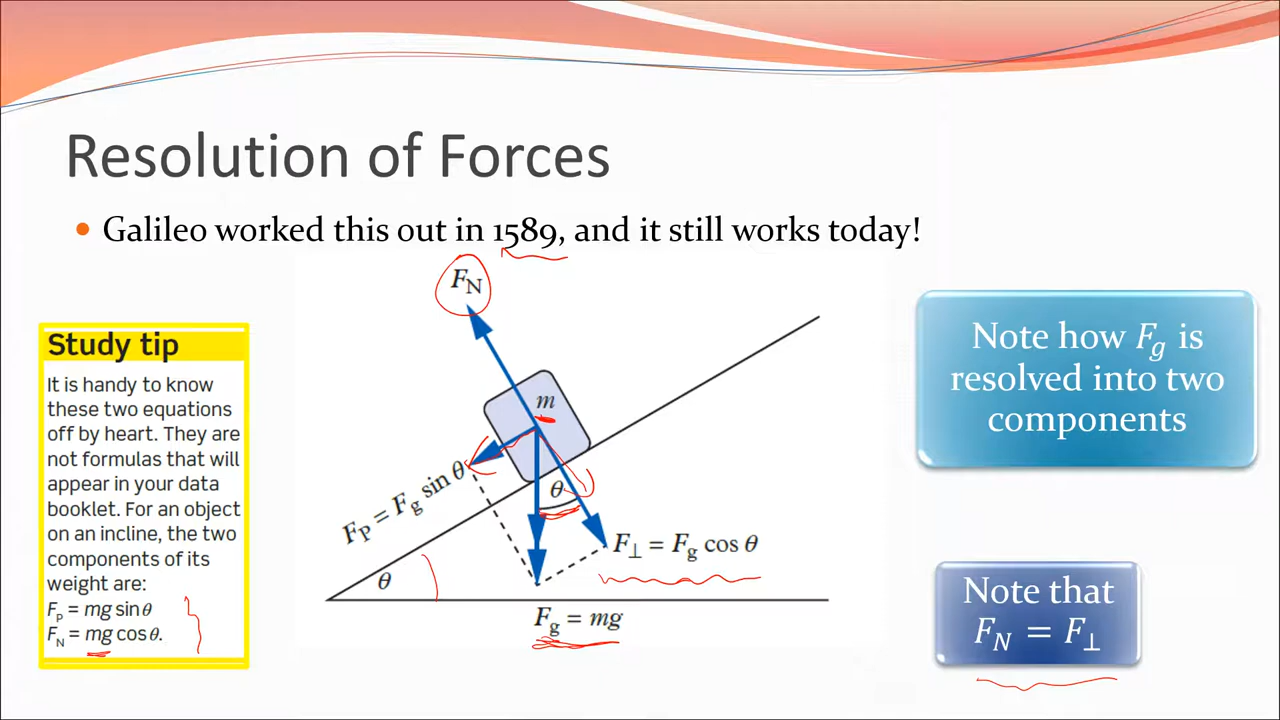 Resolution of Forces
• Galileo worked this out in 1589, and it still works today!
Study tip
It is handy to know
these two equations
off by heart. They are
not formulas that will
appear in your data
booklet. For an object
on an incline, the two
components of its
weight are:
Fₚ = mg sin θ
F_N = mg cos θ.
F_N
m
θ
Fₚ = F_g sin θ
F⊥ = F_g cos θ
θ
F_g = mg
Note how F_g is
resolved into two
components
Note that
F_N = F⊥